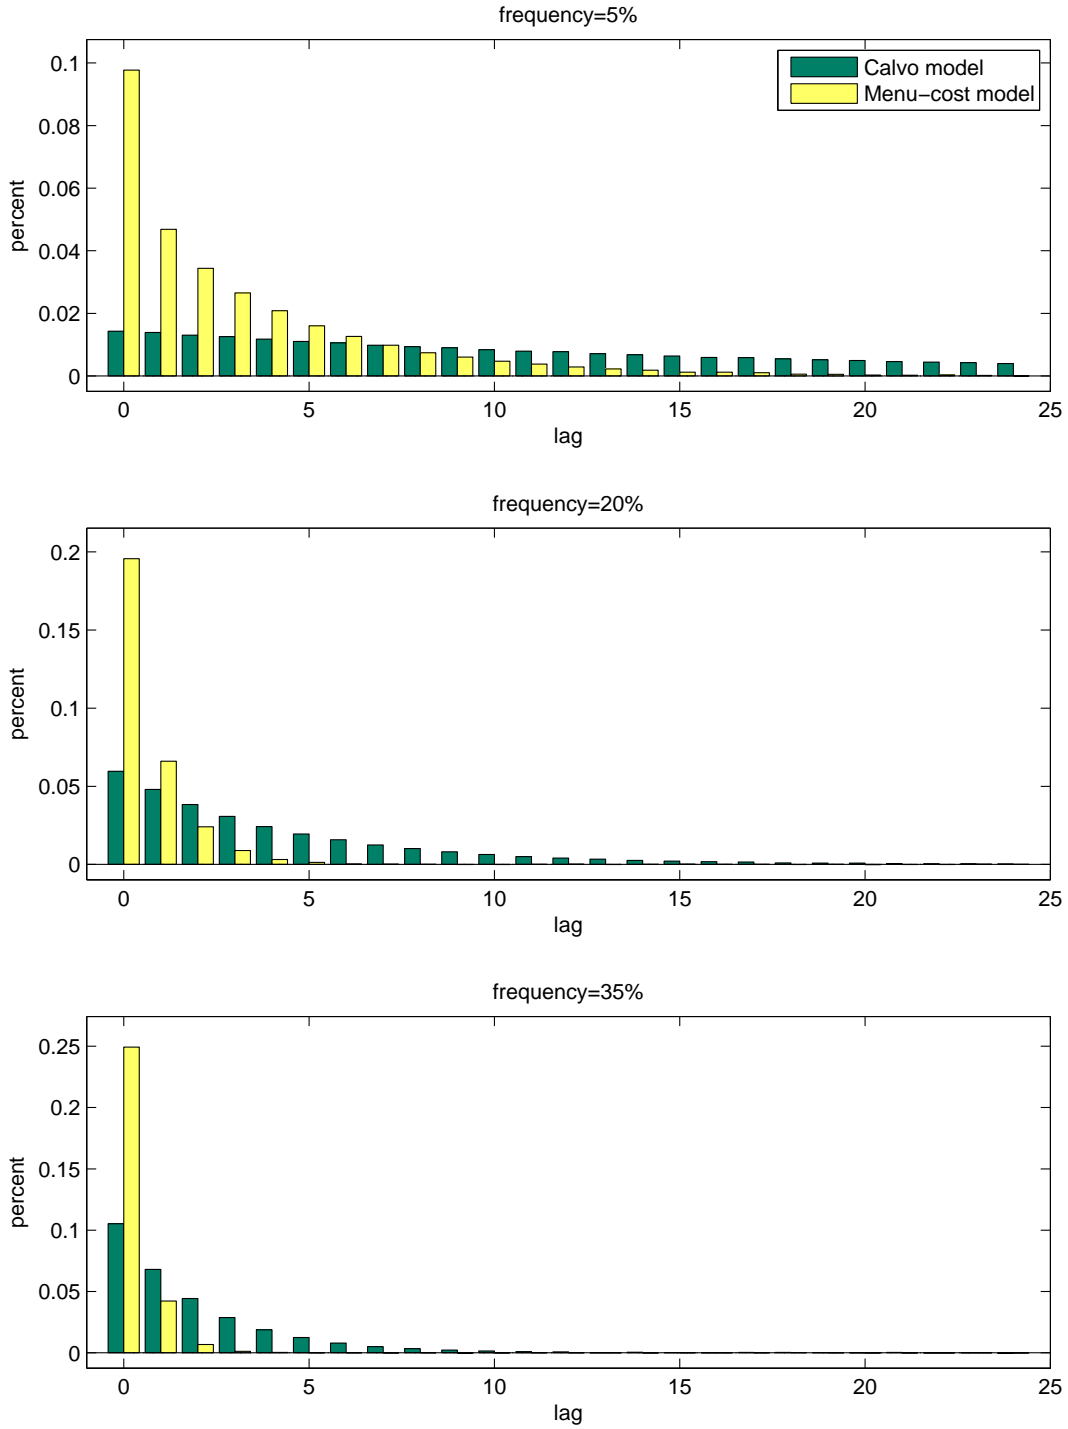 frequency=5%
Calvo model
Menu−cost model
percent
0.1
0.08
0.06
0.04
0.02
0
0 5 10 15 20 25
lag
frequency=20%
percent
0.2
0.15
0.1
0.05
0
0 5 10 15 20 25
lag
frequency=35%
percent
0.25
0.2
0.15
0.1
0.05
0
0 5 10 15 20 25
lag